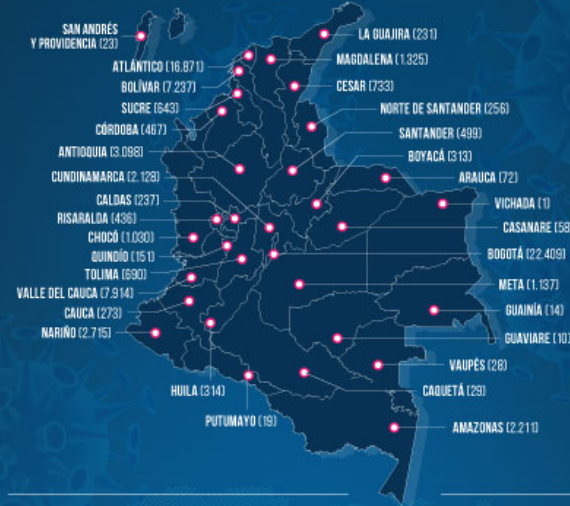 SAN ANDRÉS
Y PROVIDENCIA (23)
ATLÁNTICO (16.871)
BOLÍVAR (7.237)
SUCRE (643)
CÓRDOBA (467)
ANTIOQUIA (3.098)
CUNDINAMARCA (2.128)
CALDAS (237)
RISARALDA (436)
CHOCÓ (1.030)
QUINDÍO (151)
TOLIMA (690)
VALLE DEL CAUCA (7.914)
CAUCA (273)
NARIÑO (2.715)
HUILA (314)
PUTUMAYO (19)
LA GUAJIRA (231)
MAGDALENA (1.325)
CESAR (733)
NORTE DE SANTANDER (256)
SANTANDER (499)
BOYACÁ (313)
ARAUCA (72)
VICHADA (1)
CASANARE (58
BOGOTÁ (22.409)
META (1.137)
GUAINÍA (14)
GUAVIARE (10)
VAUPÉS (28)
CAQUETÁ (29)
AMAZONAS (2.211)